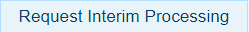 Request Interim Processing